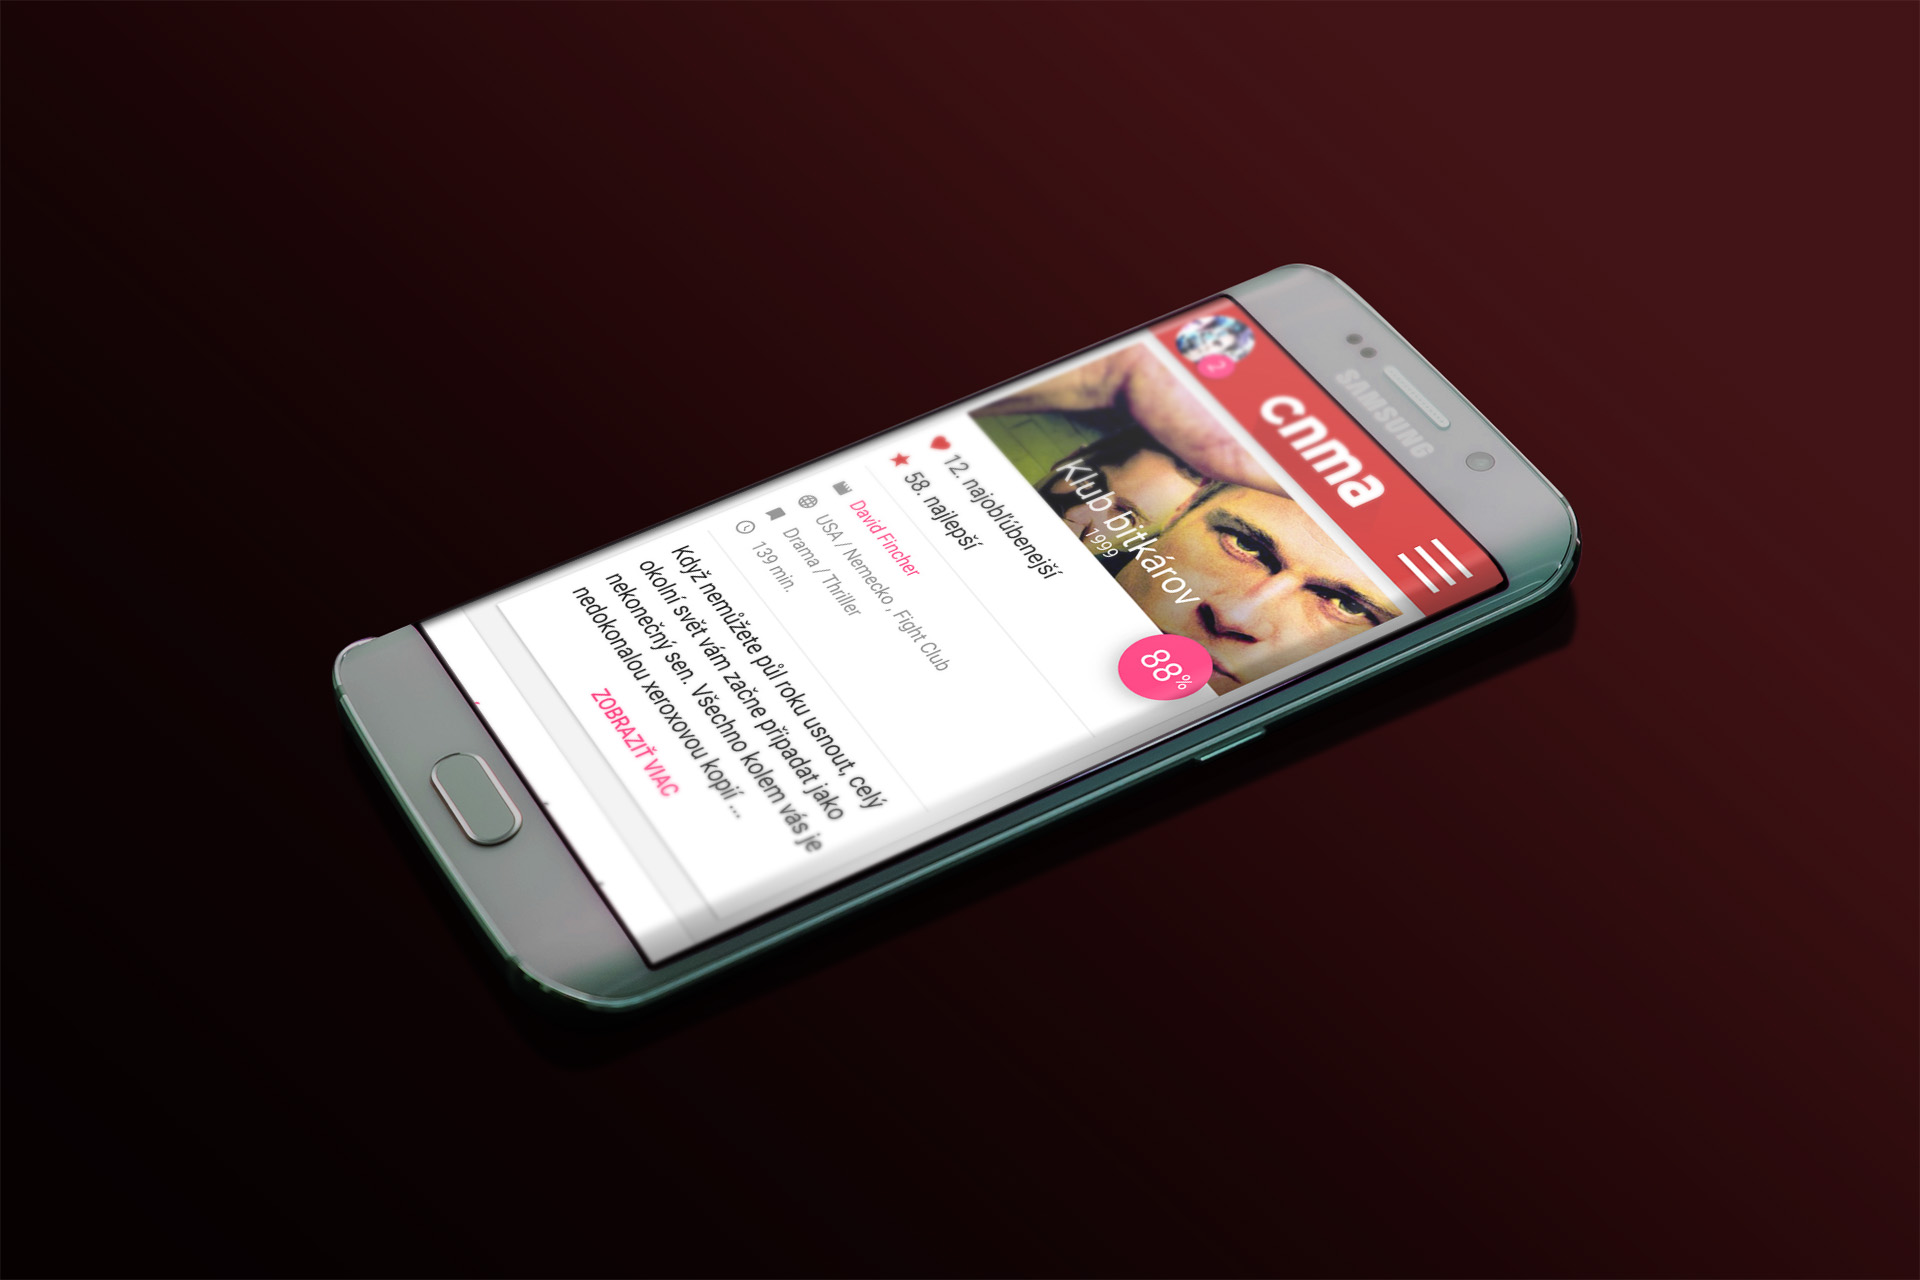 SAMSUNG
cnma
2
Klub bitkárov
1999
88%
12. najobľúbenejší
58. najlepší
David Fincher
USA / Nemecko , Fight Club
Drama / Thriller
139 min.
Když nemůžete půl roku usnout, celý
okolní svět vám začne připadat jako
nekonečný sen. Všechno kolem vás je
nedokonalou xeroxovou kopií ...
ZOBRAZIŤ VIAC